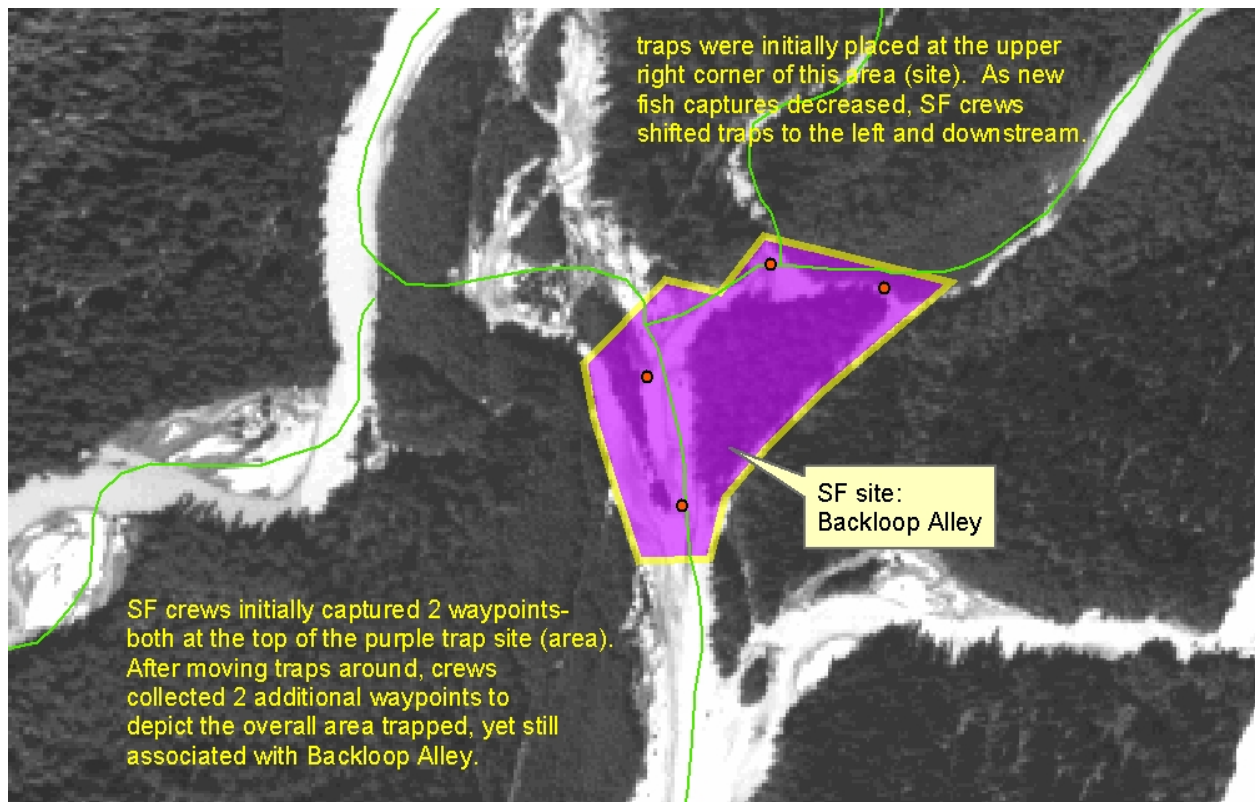 traps were initially placed at the upper
right corner of this area (site).  As new
fish captures decreased, SF crews
shifted traps to the left and downstream.
SF site:
Backloop Alley
SF crews initially captured 2 waypoints-
both at the top of the purple trap site (area).
After moving traps around, crews
collected 2 additional waypoints to
depict the overall area trapped, yet still
associated with Backloop Alley.